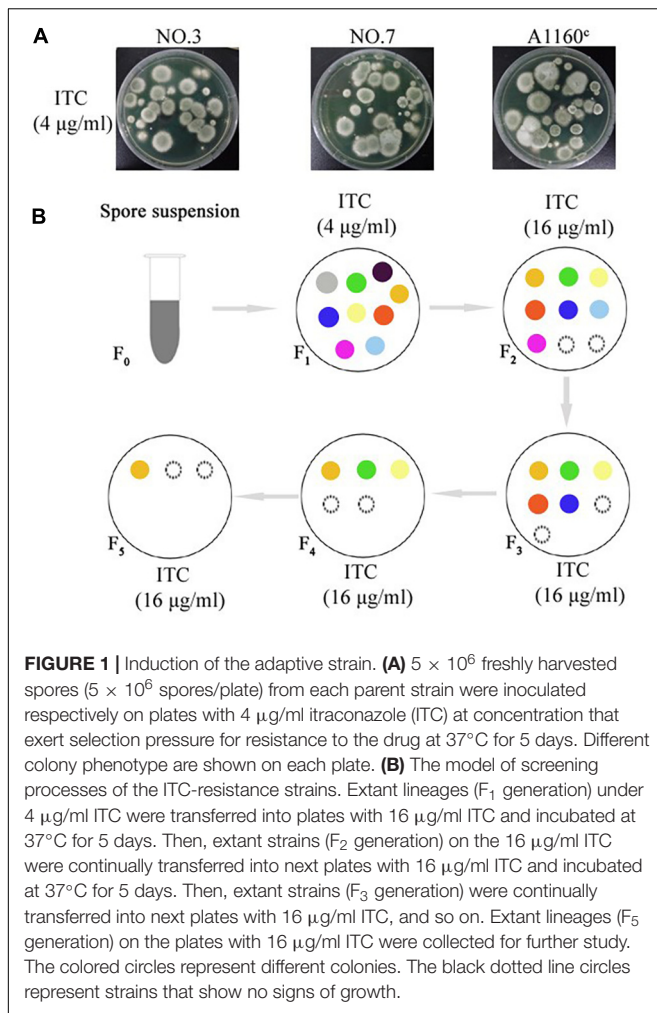 A
NO.3
NO.7
A1160ᶜ
ITC
(4 μg/ml)
B
Spore suspension
ITC
(4 μg/ml)
ITC
(16 μg/ml)
F₀
F₁
F₂
F₅
F₄
F₃
ITC
(16 μg/ml)
ITC
(16 μg/ml)
ITC
(16 μg/ml)
FIGURE 1 | Induction of the adaptive strain. (A) 5 × 10⁶ freshly harvested
spores (5 × 10⁶ spores/plate) from each parent strain were inoculated
respectively on plates with 4 μg/ml itraconazole (ITC) at concentration that
exert selection pressure for resistance to the drug at 37°C for 5 days. Different
colony phenotype are shown on each plate. (B) The model of screening
processes of the ITC-resistance strains. Extant lineages (F₁ generation) under
4 μg/ml ITC were transferred into plates with 16 μg/ml ITC and incubated at
37°C for 5 days. Then, extant strains (F₂ generation) on the 16 μg/ml ITC
were continually transferred into next plates with 16 μg/ml ITC and incubated
at 37°C for 5 days. Then, extant strains (F₃ generation) were continually
transferred into next plates with 16 μg/ml ITC, and so on. Extant lineages (F₅
generation) on the plates with 16 μg/ml ITC were collected for further study.
The colored circles represent different colonies. The black dotted line circles
represent strains that show no signs of growth.